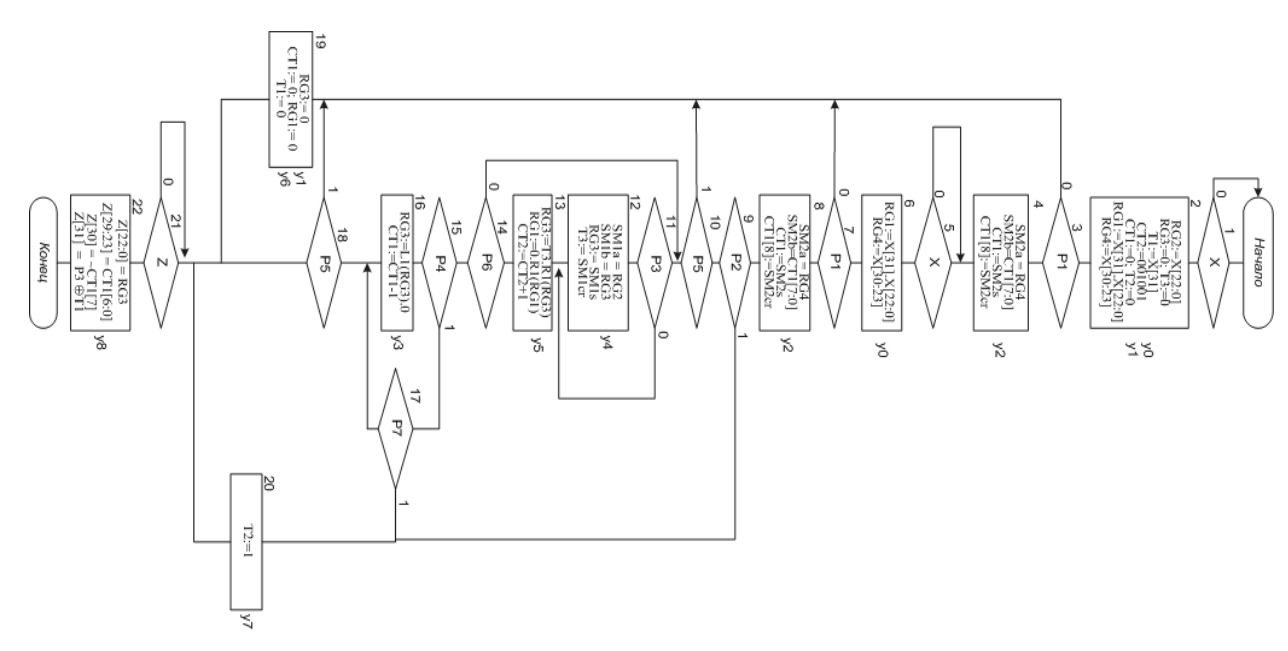 Начало
X
1
0
1
2
RG2:=X[22:0]
RG3:=0; T3:=0
T1:=X[31]
CT2:=001001
CT1:=0; T2:=0
RG1:=X[31].X[22:0]
RG4:=X[30:23]
y0
y1
3
P1
0
4
SM2a = RG4
SM2b=CT1[7:0]
CT1:=SM2s
CT1[8]:=SM2cr
y2
5
X
0
6
RG1:=X[31].X[22:0]
RG4:=X[30:23]
y0
7
P1
0
8
SM2a = RG4
SM2b=CT1[7:0]
CT1:=SM2s
CT1[8]:=SM2cr
y2
9
P2
1
10
P5
1
11
P3
0
12
SM1a = RG2
SM1b = RG3
RG3:= SM1s
T3:= SM1cr
y4
13
RG3:=T3.R1((RG3)
RG1:=0.R1((RG1)
CT2:=CT2+1
y5
14
P6
0
15
P4
1
16
RG3:=L1(RG3).0
CT1:=CT1-1
y3
17
P7
1
18
P5
1
19
RG3:= 0
CT1:= 0; RG1:= 0
T1:= 0
y1
y6
20
T2:=1
y7
21
Z
0
22
Z[22:0] = RG3
Z[29:23] = CT1[6:0]
Z[30] = ~CT1[7]
Z[31] = P3⊕T1
y8
Конец